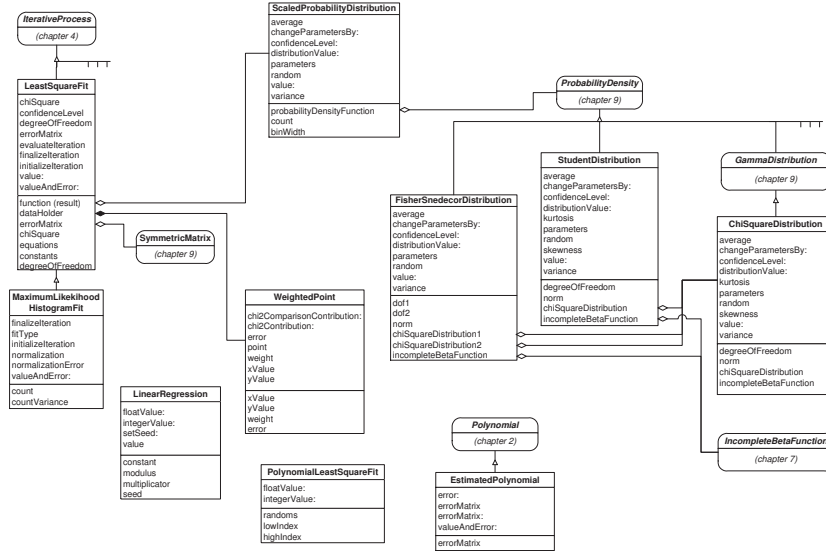 IterativeProcess
(chapter 4)
LeastSquareFit
chiSquare
confidenceLevel
degreeOfFreedom
errorMatrix
evaluateIteration
finalizeIteration
initializeIteration
value:
valueAndError:
function (result)
dataHolder
errorMatrix
chiSquare
equations
constants
degreeOfFreedom
MaximumLikekihood
HistogramFit
finalizeIteration
fitType
initializeIteration
normalization
normalizationError
valueAndError:
count
countVariance
ScaledProbabilityDistribution
average
changeParametersBy:
confidenceLevel:
distributionValue:
parameters
random
value:
variance
probabilityDensityFunction
count
binWidth
SymmetricMatrix
(chapter 9)
WeightedPoint
chi2ComparisonContribution:
chi2Contribution:
error
point
weight
xValue
yValue
xValue
yValue
weight
error
LinearRegression
floatValue:
integerValue:
setSeed:
value
constant
modulus
multiplicator
seed
PolynomialLeastSquareFit
floatValue:
integerValue:
randoms
lowIndex
highIndex
ProbabilityDensity
(chapter 9)
FisherSnedecorDistribution
average
changeParametersBy:
confidenceLevel:
distributionValue:
parameters
random
value:
variance
dof1
dof2
norm
chiSquareDistribution1
chiSquareDistribution2
incompleteBetaFunction
StudentDistribution
average
changeParametersBy:
confidenceLevel:
distributionValue:
kurtosis
parameters
random
skewness
value:
variance
degreeOfFreedom
norm
chiSquareDistribution
incompleteBetaFunction
GammaDistribution
(chapter 9)
ChiSquareDistribution
average
changeParametersBy:
confidenceLevel:
distributionValue:
kurtosis
parameters
random
skewness
value:
variance
degreeOfFreedom
norm
chiSquareDistribution
incompleteBetaFunction
Polynomial
(chapter 2)
EstimatedPolynomial
error:
errorMatrix
errorMatrix:
valueAndError:
errorMatrix
IncompleteBetaFunction
(chapter 7)